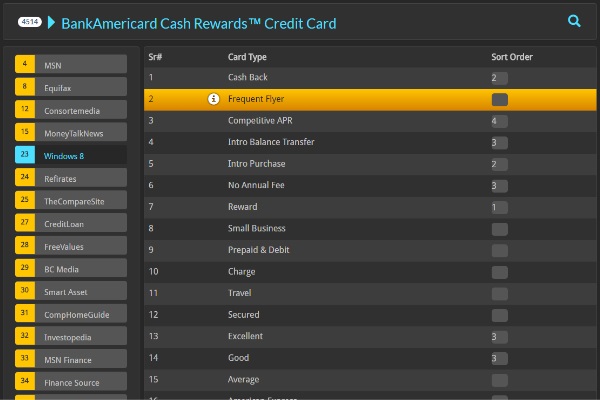 4514 BankAmericard Cash Rewards™ Credit Card
4 MSN
8 Equifax
12 Consortemedia
15 MoneyTalkNews
23 Windows 8
24 Refirates
25 TheCompareSite
27 CreditLoan
28 FreeValues
29 BC Media
30 Smart Asset
31 CompHomeGuide
32 Investopedia
33 MSN Finance
34 Finance Source
Sr# Card Type Sort Order
1 Cash Back 2
2 i Frequent Flyer
3 Competitive APR 4
4 Intro Balance Transfer 3
5 Intro Purchase 2
6 No Annual Fee 3
7 Reward 1
8 Small Business
9 Prepaid & Debit
10 Charge
11 Travel
12 Secured
13 Excellent 3
14 Good 3
15 Average
16 American Express